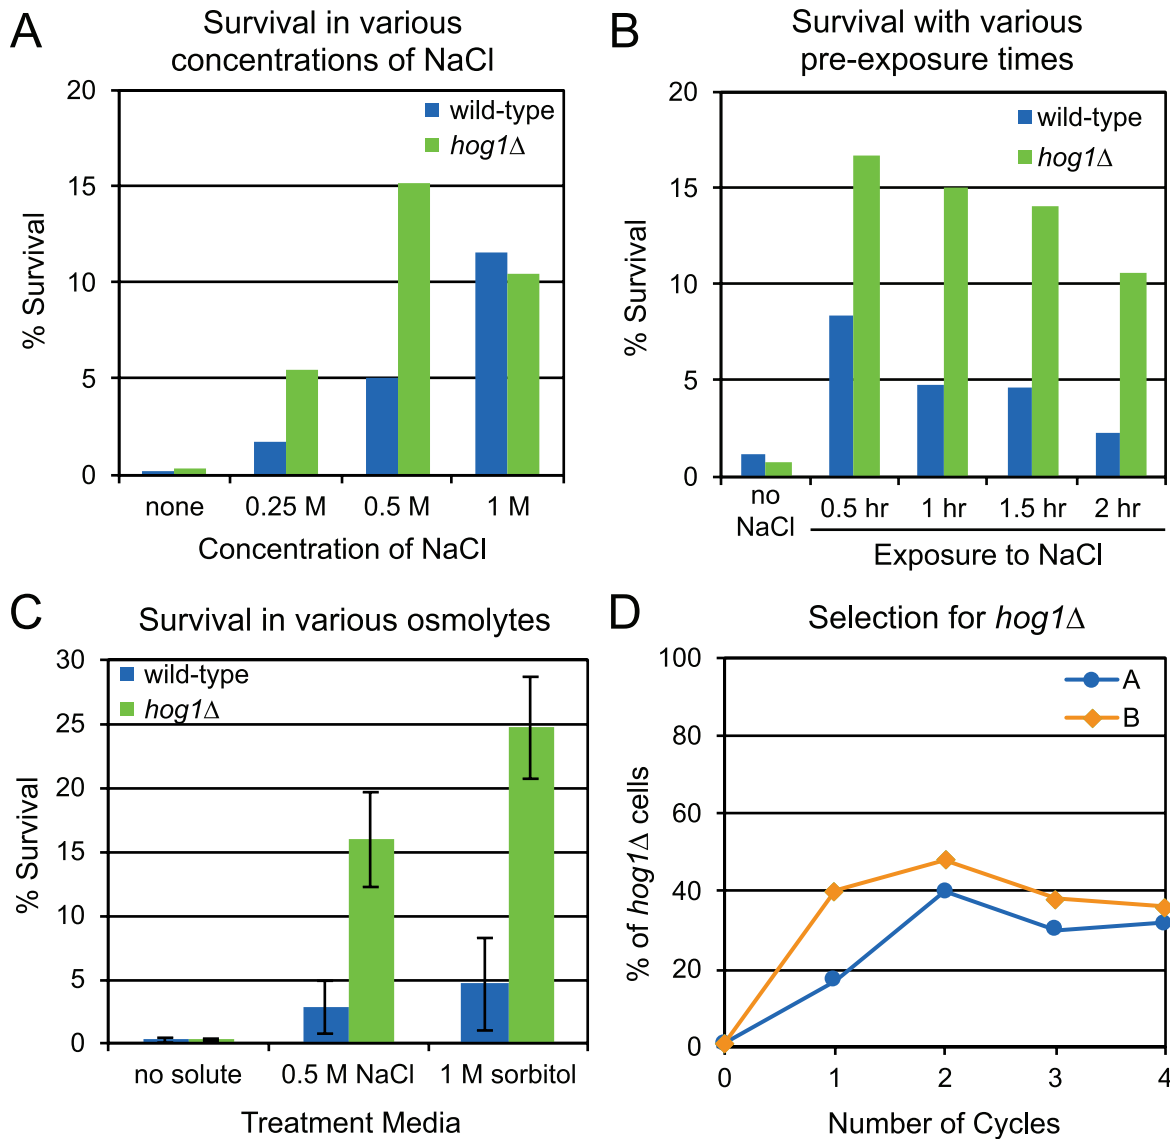 A
Survival in various
concentrations of NaCl
20
15
10
5
0
% Survival
wild-type
hog1Δ
none
0.25 M
0.5 M
1 M
Concentration of NaCl
B
Survival with various
pre-exposure times
20
15
10
5
0
% Survival
wild-type
hog1Δ
no
NaCl
0.5 hr
1 hr
1.5 hr
2 hr
Exposure to NaCl
C
Survival in various osmolytes
30
25
20
15
10
5
0
% Survival
wild-type
hog1Δ
no solute
0.5 M NaCl
1 M sorbitol
Treatment Media
D
Selection for hog1Δ
100
80
60
40
20
0
% of hog1Δ cells
A
B
0
1
2
3
4
Number of Cycles